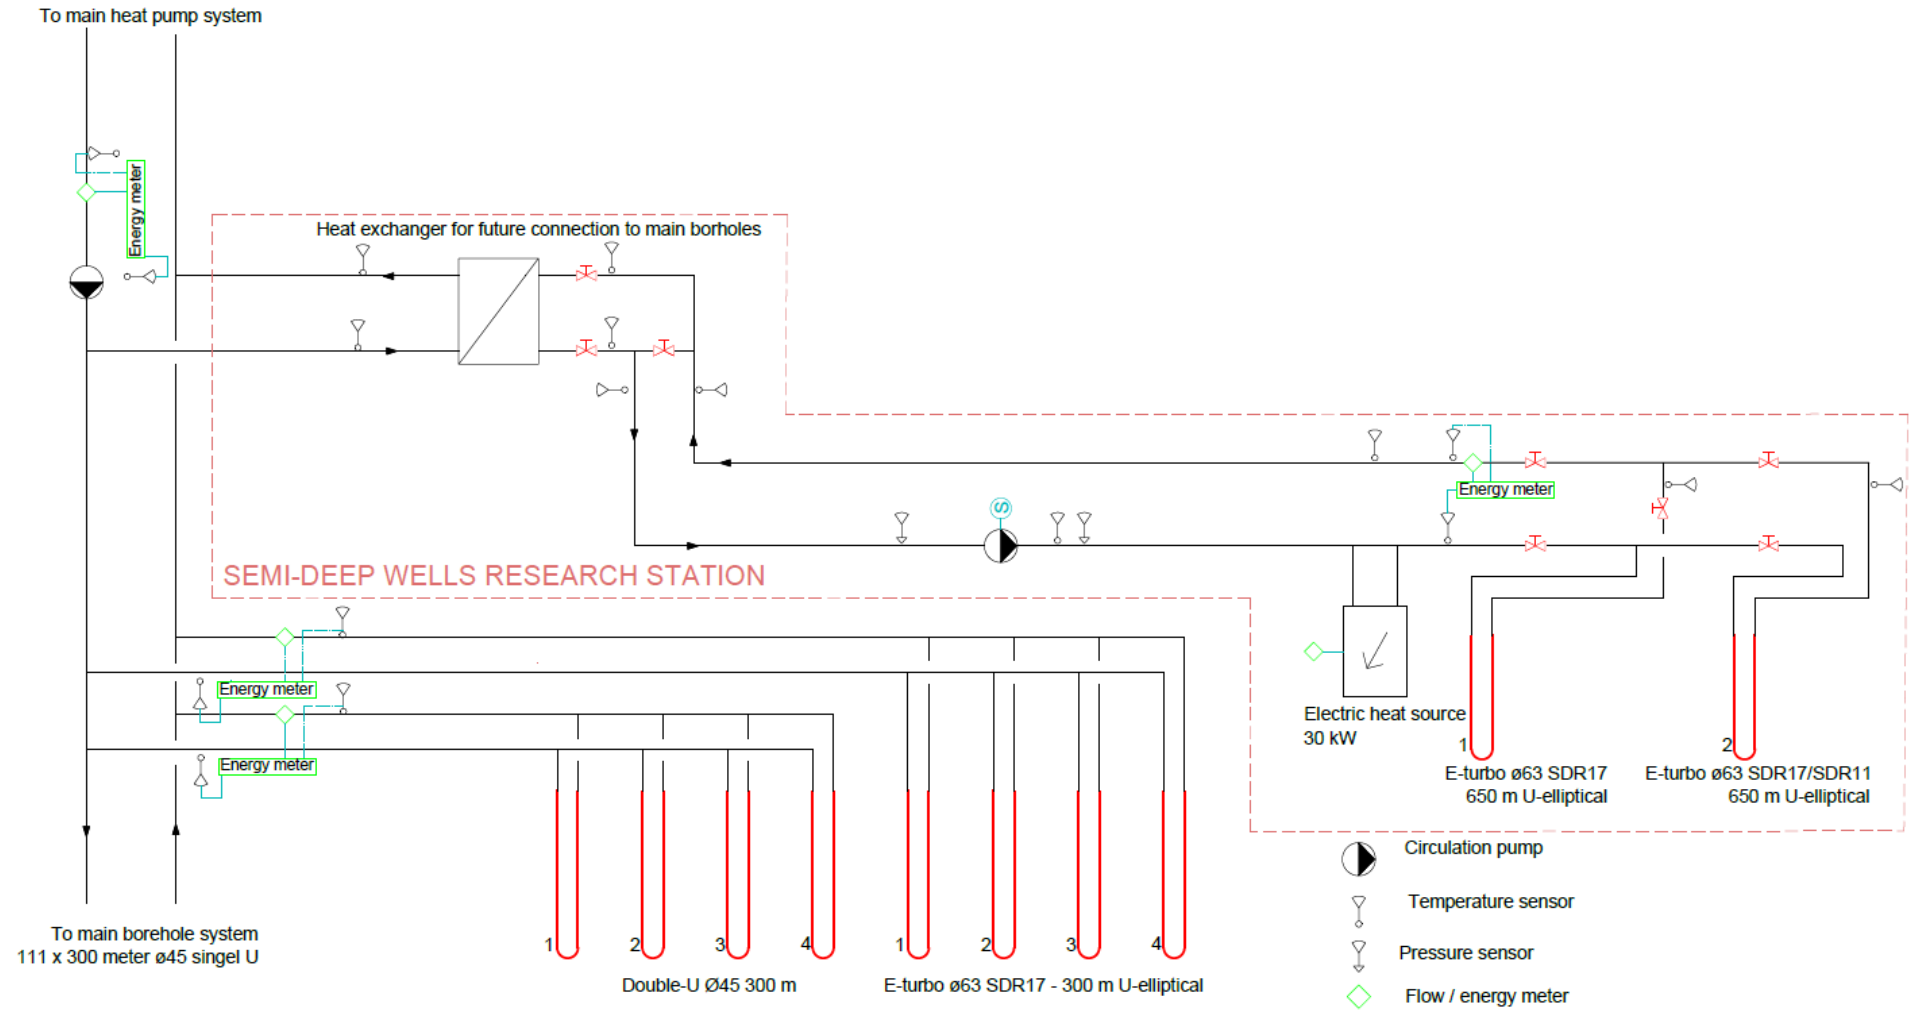 To main heat pump system
Energy meter
Heat exchanger for future connection to main borholes
S
Energy meter
SEMI-DEEP WELLS RESEARCH STATION
Energy meter
Energy meter
Electric heat source
30 kW
1
2
E-turbo ø63 SDR17
650 m U-elliptical
E-turbo ø63 SDR17/SDR11
650 m U-elliptical
Circulation pump
Temperature sensor
Pressure sensor
Flow / energy meter
To main borehole system
111 x 300 meter ø45 singel U
1
2
3
4
1
2
3
4
Double-U Ø45 300 m
E-turbo ø63 SDR17 - 300 m U-elliptical